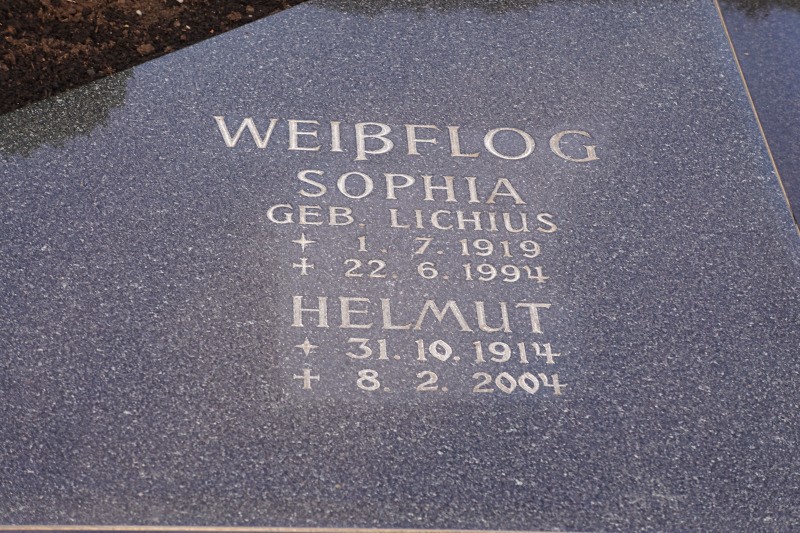 WEIẞFLOG
SOPHIA
GEB. LICHIUS
✦ 1. 7. 1919
+ 22. 6. 1994
HELMUT
✦ 31. 10. 1914
+ 8. 2. 2004